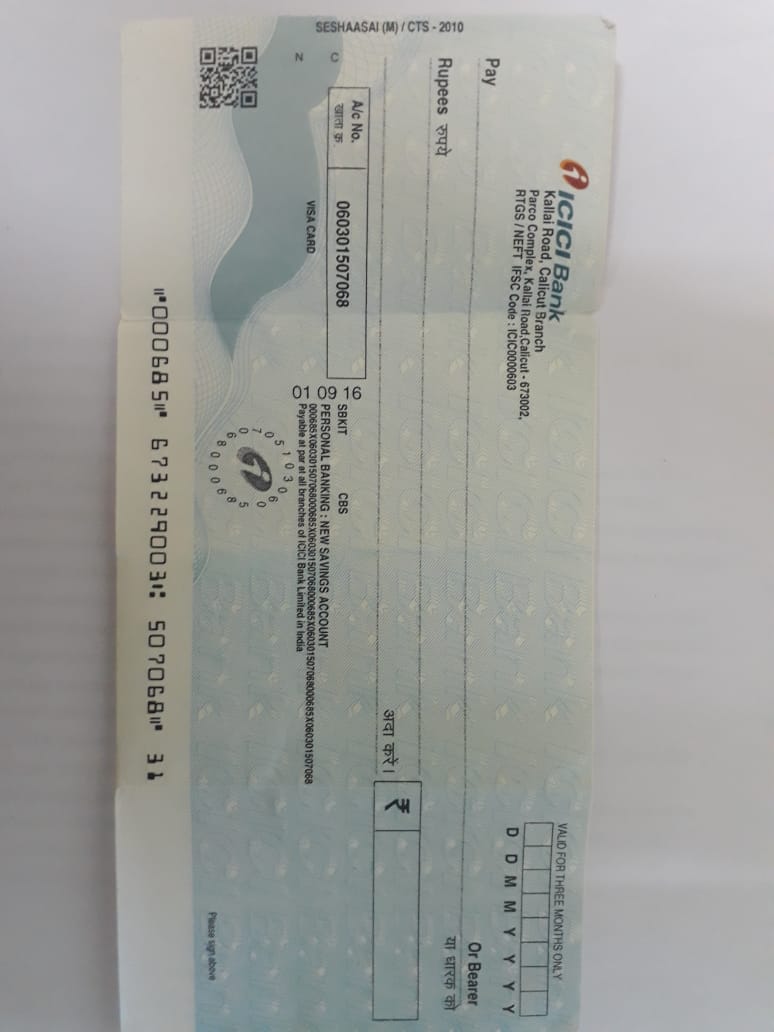 ICICI Bank
Kallai Road, Calicut Branch
Parco Complex, Kallai Road,Calicut - 673002,
RTGS / NEFT IFSC Code : ICIC0000603
VALID FOR THREE MONTHS ONLY
D D M M Y Y Y Y
Pay
Or Bearer
या धारक को
Rupees रुपये
अदा करें।
₹
A/c No.
खाता क्र.
060301507068
VISA CARD
SBKIT CBS
01 09 16
PERSONAL BANKING : NEW SAVINGS ACCOUNT
000685X060301507068000685X060301507068000685X060301507068000685X060301507068
Payable at par at all branches of ICICI Bank Limited in India
C
N
SESHAASAI (M) / CTS - 2010
Please sign above
⑈000685⑈ 673229003⑆ 507068⑈ 31